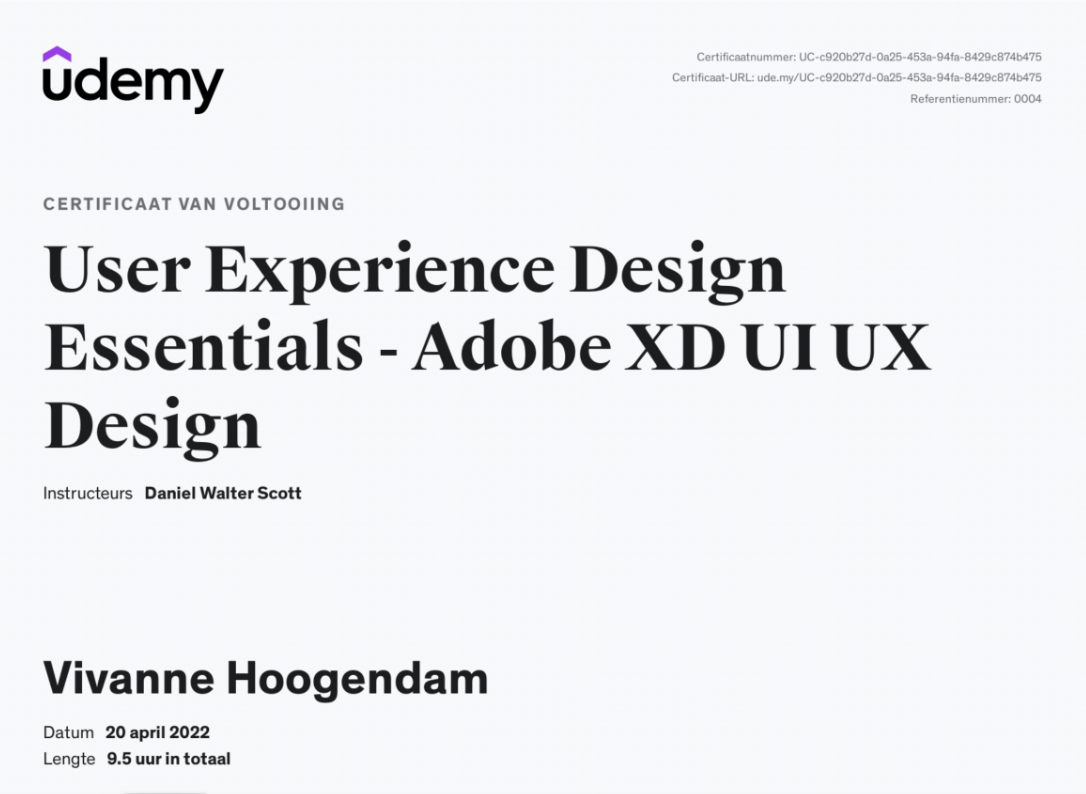 udemy
Certificaatnummer: UC-c920b27d-0a25-453a-94fa-8429c874b475
Certificaat-URL: ude.my/UC-c920b27d-0a25-453a-94fa-8429c874b475
Referentienummer: 0004
CERTIFICAAT VAN VOLTOOIING
User Experience Design
Essentials - Adobe XD UI UX
Design
Instructeurs Daniel Walter Scott
Vivanne Hoogendam
Datum 20 april 2022
Lengte 9.5 uur in totaal